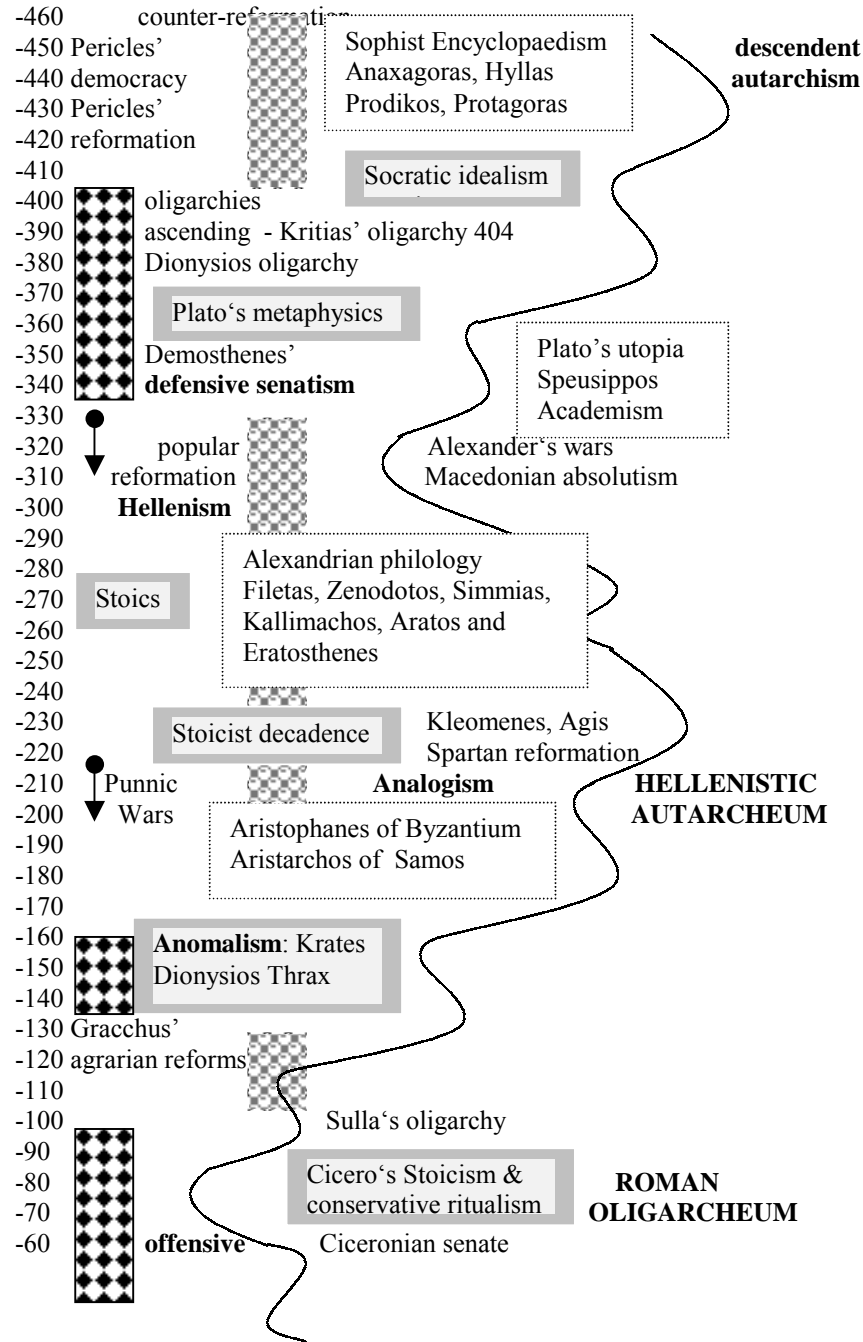 -460 counter-reformation
-450 Pericles’
-440 democracy
-430 Pericles’
-420 reformation
-410
-400
-390
-380
-370
-360
-350
-340
-330
-320
-310
-300
-290
-280
-270
-260
-250
-240
-230
-220
-210
-200
-190
-180
-170
-160
-150
-140
-130 Gracchus’
-120 agrarian reforms
-110
-100
-90
-80
-70
-60
Sophist Encyclopaedism
Anaxagoras, Hyllas
Prodikos, Protagoras
descendent
autarchism
Socratic idealism
oligarchies
ascending - Kritias’ oligarchy 404
Dionysios oligarchy
Plato‘s metaphysics
Demosthenes’
defensive senatism
Plato’s utopia
Speusippos
Academism
popular
reformation
Hellenism
Alexander‘s wars
Macedonian absolutism
Alexandrian philology
Filetas, Zenodotos, Simmias,
Kallimachos, Aratos and
Eratosthenes
Stoics
Stoicist decadence
Kleomenes, Agis
Spartan reformation
Punnic
Wars
Analogism
HELLENISTIC
AUTARCHEUM
Aristophanes of Byzantium
Aristarchos of Samos
Anomalism: Krates
Dionysios Thrax
Sulla‘s oligarchy
Cicero‘s Stoicism &
conservative ritualism
ROMAN
OLIGARCHEUM
offensive
Ciceronian senate